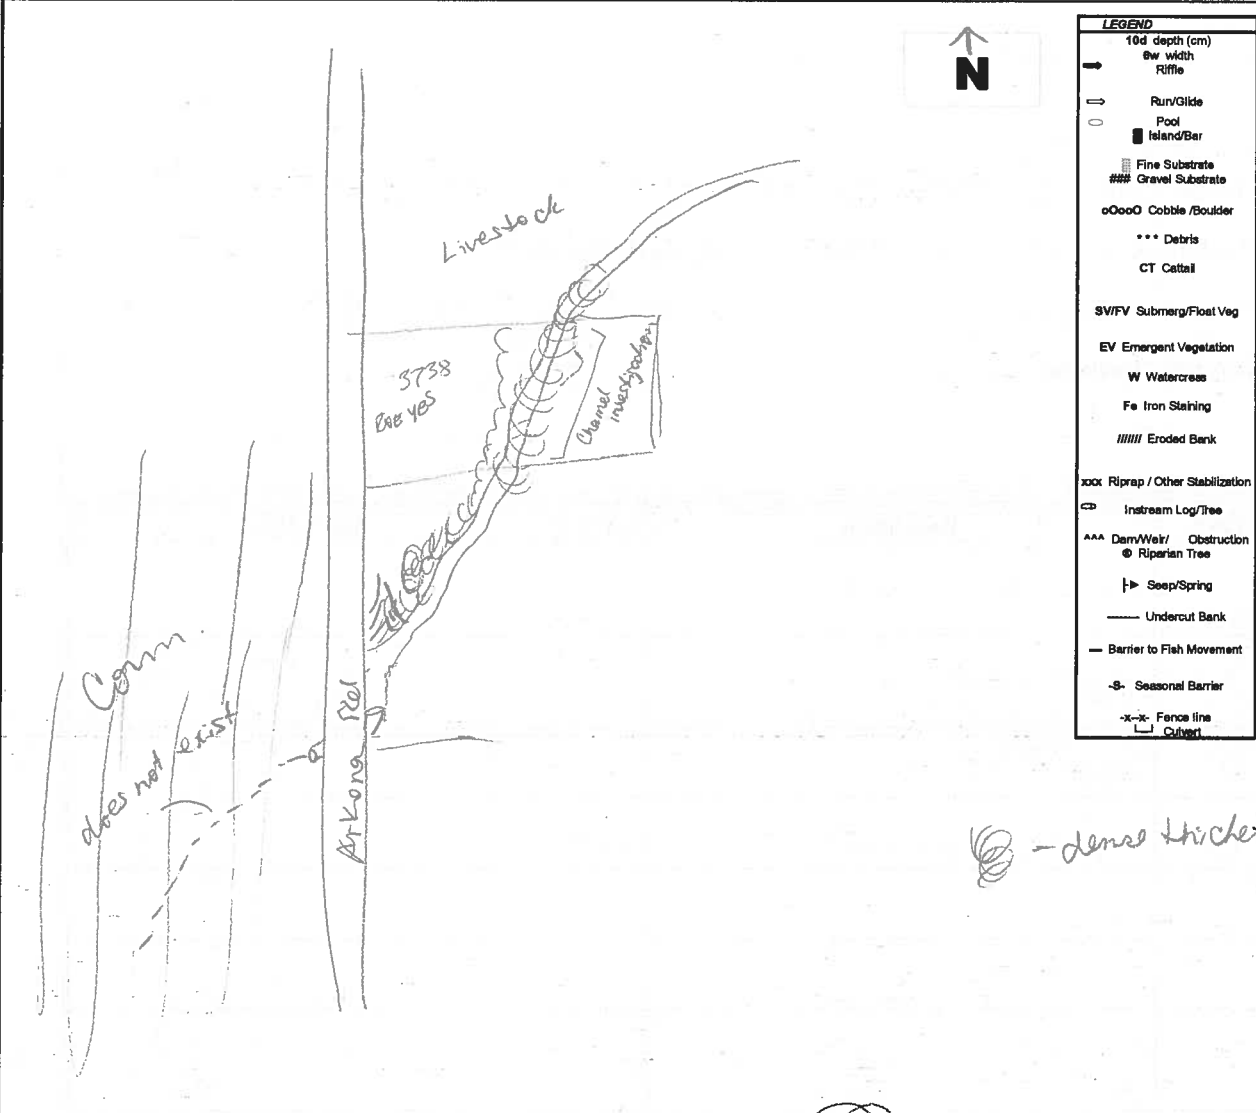 N
LEGEND
10d depth (cm)
6w width
Riffle
Run/Glide
Pool
Island/Bar
Fine Substrate
### Gravel Substrate
oOooO Cobble /Boulder
*** Debris
CT Cattail
SV/FV Submerg/Float Veg
EV Emergent Vegetation
W Watercress
Fe Iron Staining
/////// Eroded Bank
xxx Riprap / Other Stabilization
Instream Log/Tree
^^^ Dam/Weir/ Obstruction
Riparian Tree
Seep/Spring
Undercut Bank
Barrier to Fish Movement
-S- Seasonal Barrier
-x--x- Fence line
Culvert
Livestock
3738
ROE YES
Channel
investigation
Corn
does not exist
Arkona Rd
- dense thicke